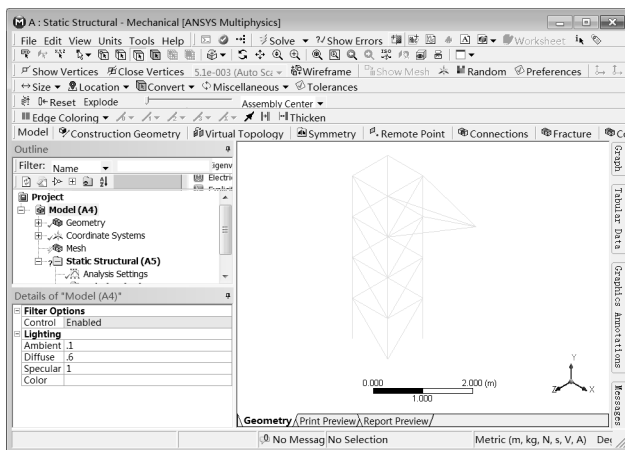 A : Static Structural - Mechanical [ANSYS Multiphysics]
File Edit View Units Tools Help Solve ?/ Show Errors A Worksheet
Show Vertices Close Vertices 5.1e-003 (Auto Sca Wireframe Show Mesh Random Preferences
Size Location Convert Miscellaneous Tolerances
Reset Explode Assembly Center
Edge Coloring Thicken
Model Construction Geometry Virtual Topology Symmetry Remote Point Connections Fracture Co
Outline
Filter: Name
igenv
Electri
Project
Model (A4)
Geometry
Coordinate Systems
Mesh
Static Structural (A5)
Analysis Settings
Details of "Model (A4)"
Filter Options
Control Enabled
Lighting
Ambient .1
Diffuse .6
Specular 1
Color
0.000 2.000 (m)
1.000
Y
Z X
Geometry Print Preview Report Preview
Graph
Tabular Data
Graphics Annotations
Messages
No Messag No Selection Metric (m, kg, N, s, V, A) Deg